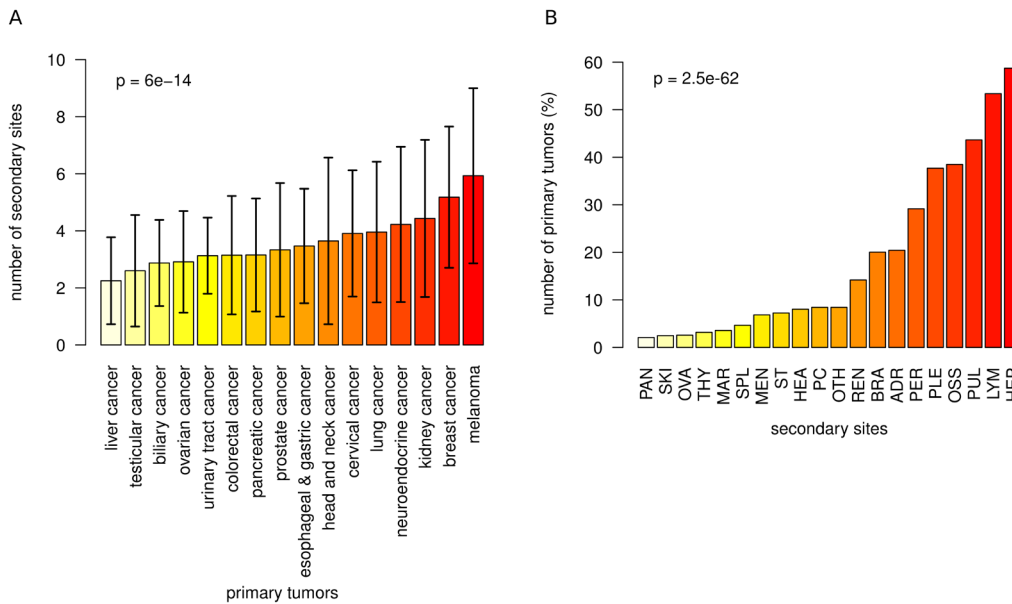 A
number of secondary sites
10
8
6
4
2
0
p = 6e−14
liver cancer
testicular cancer
biliary cancer
ovarian cancer
urinary tract cancer
colorectal cancer
pancreatic cancer
prostate cancer
esophageal & gastric cancer
head and neck cancer
cervical cancer
lung cancer
neuroendocrine cancer
kidney cancer
breast cancer
melanoma
primary tumors
B
number of primary tumors (%)
60
50
40
30
20
10
0
p = 2.5e-62
PAN
SKI
OVA
THY
MAR
SPL
MEN
ST
HEA
PC
OTH
REN
BRA
ADR
PER
PLE
OSS
PUL
LYM
secondary sites